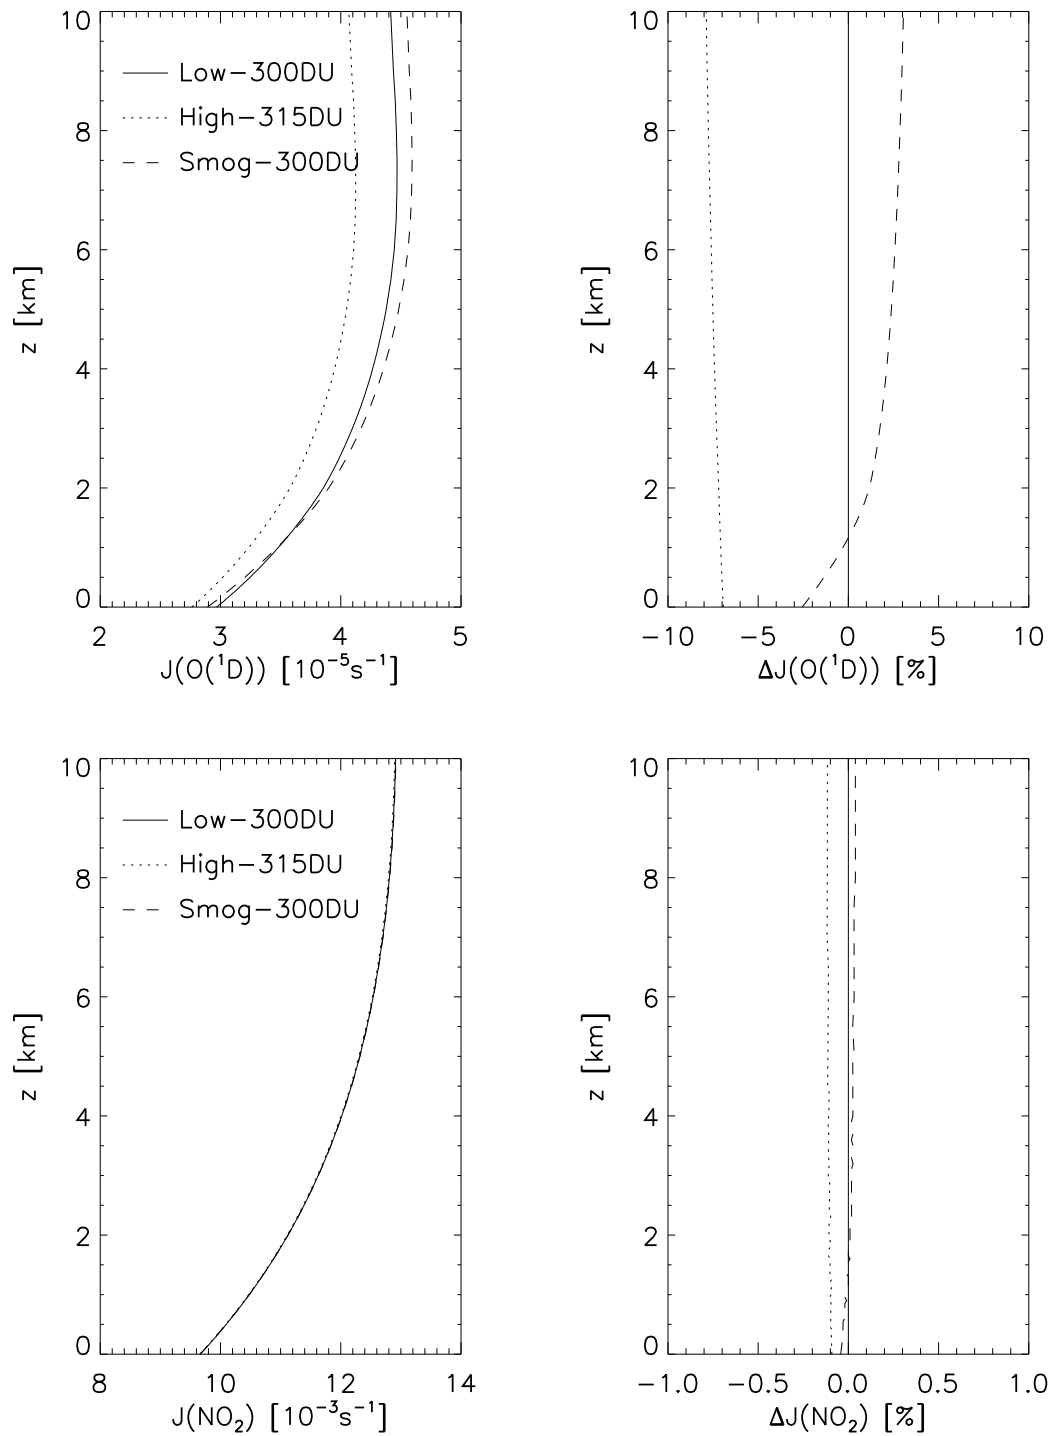 10
8
6
4
2
0
z [km]
Low−300DU
High−315DU
Smog−300DU
2 3 4 5
J(O(¹D)) [10⁻⁵s⁻¹]
10
8
6
4
2
0
z [km]
−10 −5 0 5 10
ΔJ(O(¹D)) [%]
10
8
6
4
2
0
z [km]
Low−300DU
High−315DU
Smog−300DU
8 10 12 14
J(NO₂) [10⁻³s⁻¹]
10
8
6
4
2
0
z [km]
−1.0 −0.5 0.0 0.5 1.0
ΔJ(NO₂) [%]